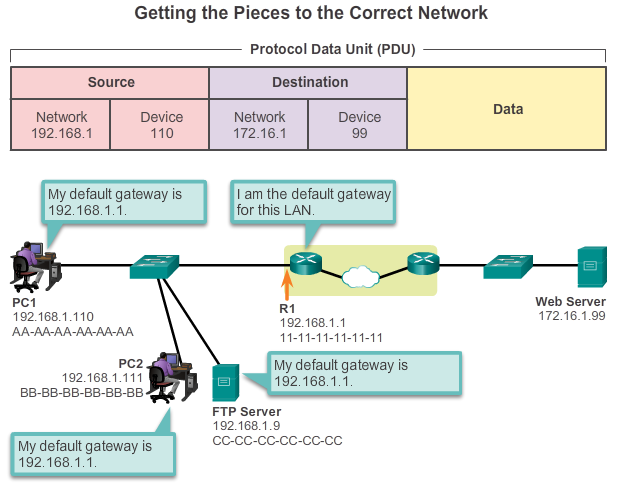 Getting the Pieces to the Correct Network
Protocol Data Unit (PDU)
Source
Destination
Data
Network
192.168.1
Device
110
Network
172.16.1
Device
99
My default gateway is
192.168.1.1.
I am the default gateway
for this LAN.
PC1
192.168.1.110
AA-AA-AA-AA-AA-AA
R1
192.168.1.1
11-11-11-11-11-11
Web Server
172.16.1.99
PC2
192.168.1.111
BB-BB-BB-BB-BB-BB
My default gateway is
192.168.1.1.
FTP Server
192.168.1.9
CC-CC-CC-CC-CC-CC
My default gateway is
192.168.1.1.